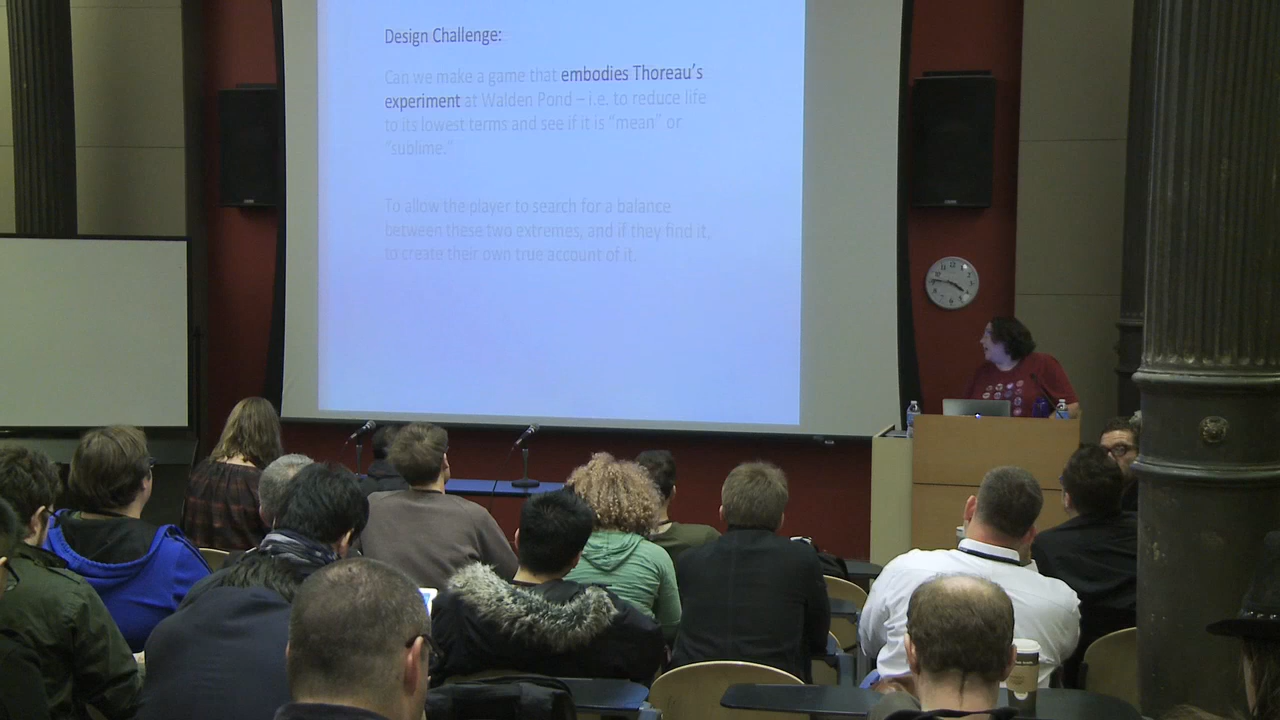 Design Challenge:
Can we make a game that embodies Thoreau's
experiment at Walden Pond – i.e. to reduce life
to its lowest terms and see if it is "mean" or
"sublime."
To allow the player to search for a balance
between these two extremes, and if they find it,
to create their own true account of it.